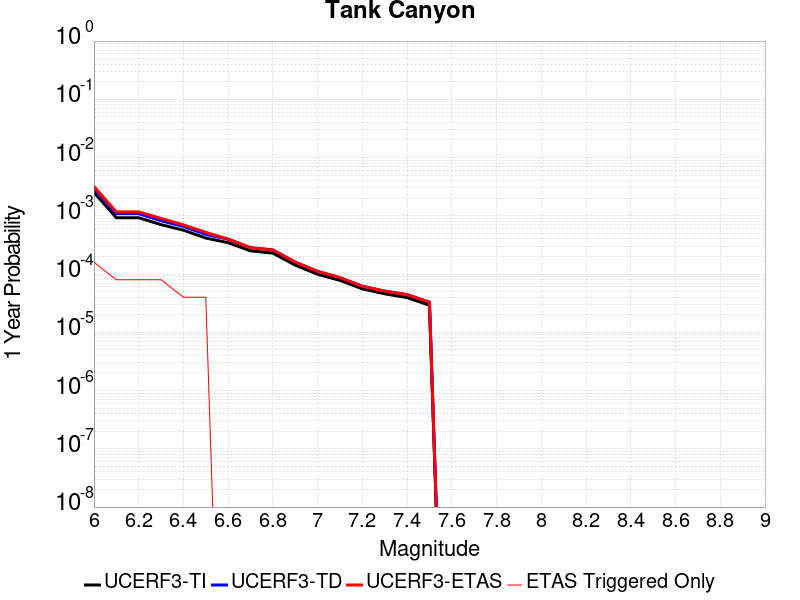 Tank Canyon
10 0
10 -1
10 -2
10 -3
10 -4
10 -5
10 -6
10 -7
10 -8
1 Year Probability
6 6.2 6.4 6.6 6.8 7 7.2 7.4 7.6 7.8 8 8.2 8.4 8.6 8.8 9
Magnitude
UCERF3-TI UCERF3-TD UCERF3-ETAS ETAS Triggered Only